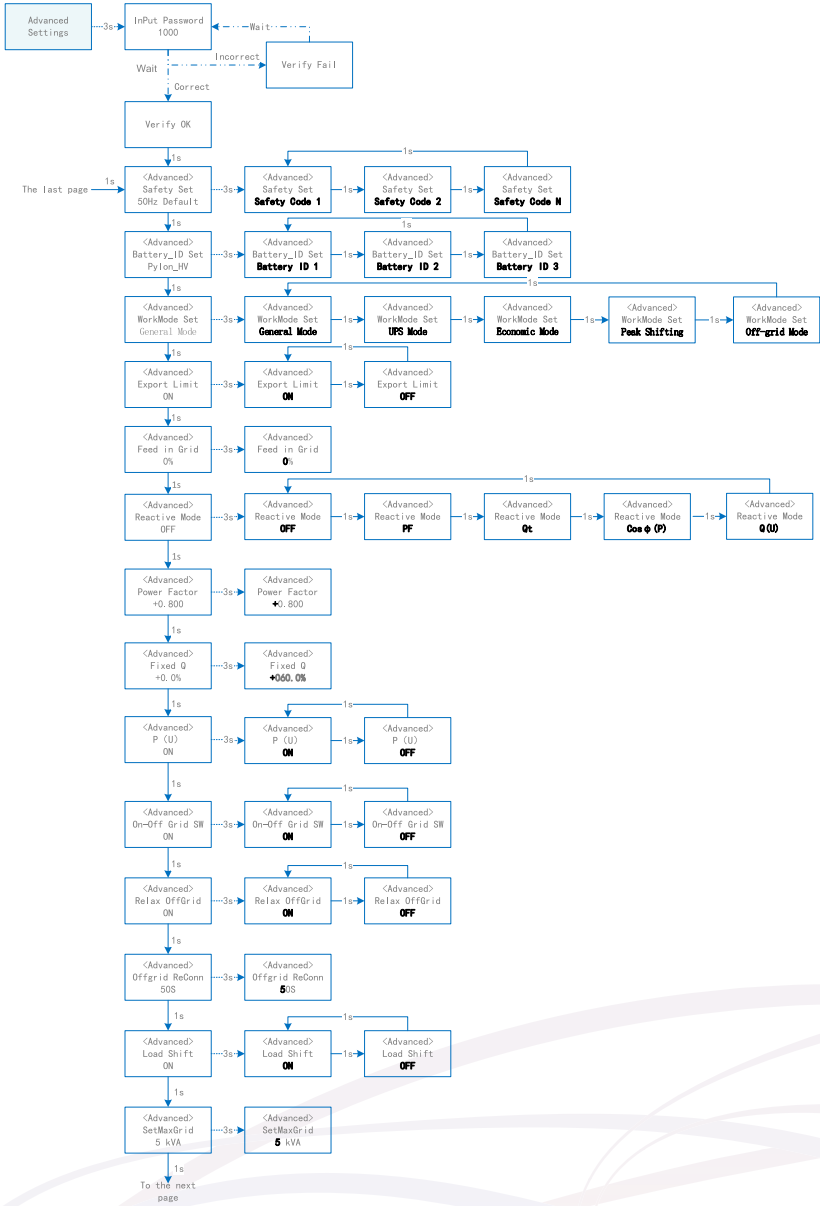 Advanced
Settings
3s
InPut Password
1000
Wait
Wait
Incorrect
Verify Fail
Correct
Verify OK
1s
The last page
1s
<Advanced>
Safety Set
50Hz Default
3s
<Advanced>
Safety Set
Safety Code 1
1s
<Advanced>
Safety Set
Safety Code 2
1s
<Advanced>
Safety Set
Safety Code N
1s
1s
<Advanced>
Battery_ID Set
Pylon_HV
3s
<Advanced>
Battery_ID Set
Battery ID 1
1s
<Advanced>
Battery_ID Set
Battery ID 2
1s
<Advanced>
Battery_ID Set
Battery ID 3
1s
1s
<Advanced>
WorkMode Set
General Mode
3s
<Advanced>
WorkMode Set
General Mode
1s
<Advanced>
WorkMode Set
UPS Mode
1s
<Advanced>
WorkMode Set
Economic Mode
1s
<Advanced>
WorkMode Set
Peak Shifting
1s
<Advanced>
WorkMode Set
Off-grid Mode
1s
1s
<Advanced>
Export Limit
ON
3s
<Advanced>
Export Limit
ON
1s
<Advanced>
Export Limit
OFF
1s
1s
<Advanced>
Feed in Grid
0%
3s
<Advanced>
Feed in Grid
0%
1s
<Advanced>
Reactive Mode
OFF
3s
<Advanced>
Reactive Mode
OFF
1s
<Advanced>
Reactive Mode
PF
1s
<Advanced>
Reactive Mode
Qt
1s
<Advanced>
Reactive Mode
Cosφ(P)
1s
<Advanced>
Reactive Mode
Q(U)
1s
1s
<Advanced>
Power Factor
+0.800
3s
<Advanced>
Power Factor
+0.800
1s
<Advanced>
Fixed Q
+0.0%
3s
<Advanced>
Fixed Q
+060.0%
1s
<Advanced>
P (U)
ON
3s
<Advanced>
P (U)
ON
1s
<Advanced>
P (U)
OFF
1s
1s
<Advanced>
On-Off Grid SW
ON
3s
<Advanced>
On-Off Grid SW
ON
1s
<Advanced>
On-Off Grid SW
OFF
1s
1s
<Advanced>
Relax OffGrid
ON
3s
<Advanced>
Relax OffGrid
ON
1s
<Advanced>
Relax OffGrid
OFF
1s
1s
<Advanced>
Offgrid ReConn
50S
3s
<Advanced>
Offgrid ReConn
50S
1s
<Advanced>
Load Shift
ON
3s
<Advanced>
Load Shift
ON
1s
<Advanced>
Load Shift
OFF
1s
1s
<Advanced>
SetMaxGrid
5 kVA
3s
<Advanced>
SetMaxGrid
5 kVA
1s
To the next
page